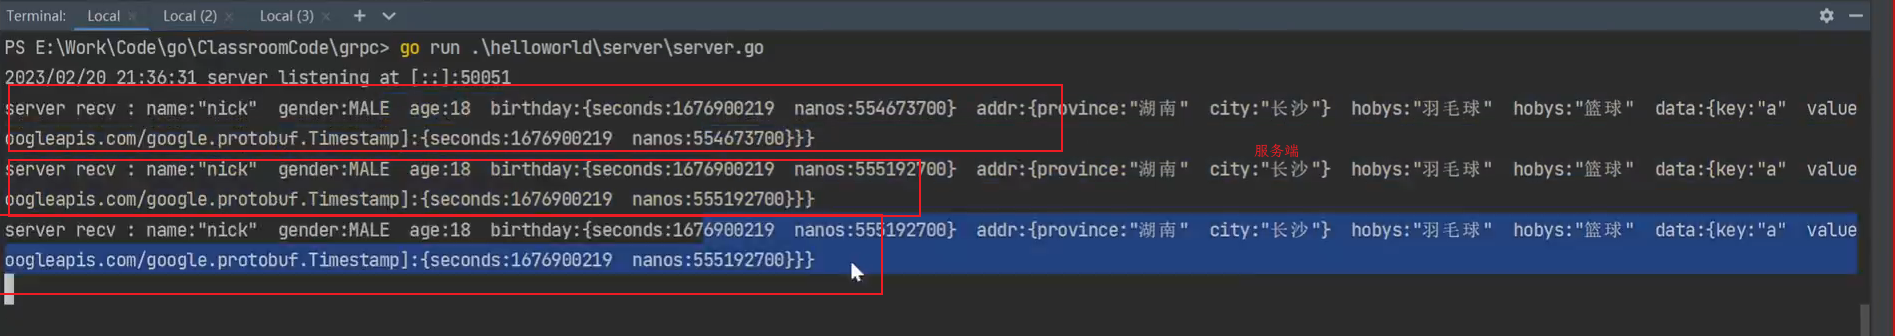 Terminal: Local × Local (2) × Local (3) × +
PS E:\Work\Code\go\ClassroomCode\grpc> go run .\helloworld\server\server.go
2023/02/20 21:36:31 server listening at [::]:50051
server recv : name:"nick" gender:MALE age:18 birthday:{seconds:1676900219 nanos:554673700} addr:{province:"湖南" city:"长沙"} hobys:"羽毛球" hobys:"篮球" data:{key:"a" value
oogleapis.com/google.protobuf.Timestamp]:{seconds:1676900219 nanos:554673700}}}
服务端
server recv : name:"nick" gender:MALE age:18 birthday:{seconds:1676900219 nanos:555192700} addr:{province:"湖南" city:"长沙"} hobys:"羽毛球" hobys:"篮球" data:{key:"a" value
oogleapis.com/google.protobuf.Timestamp]:{seconds:1676900219 nanos:555192700}}}
server recv : name:"nick" gender:MALE age:18 birthday:{seconds:1676900219 nanos:555192700} addr:{province:"湖南" city:"长沙"} hobys:"羽毛球" hobys:"篮球" data:{key:"a" value
oogleapis.com/google.protobuf.Timestamp]:{seconds:1676900219 nanos:555192700}}}